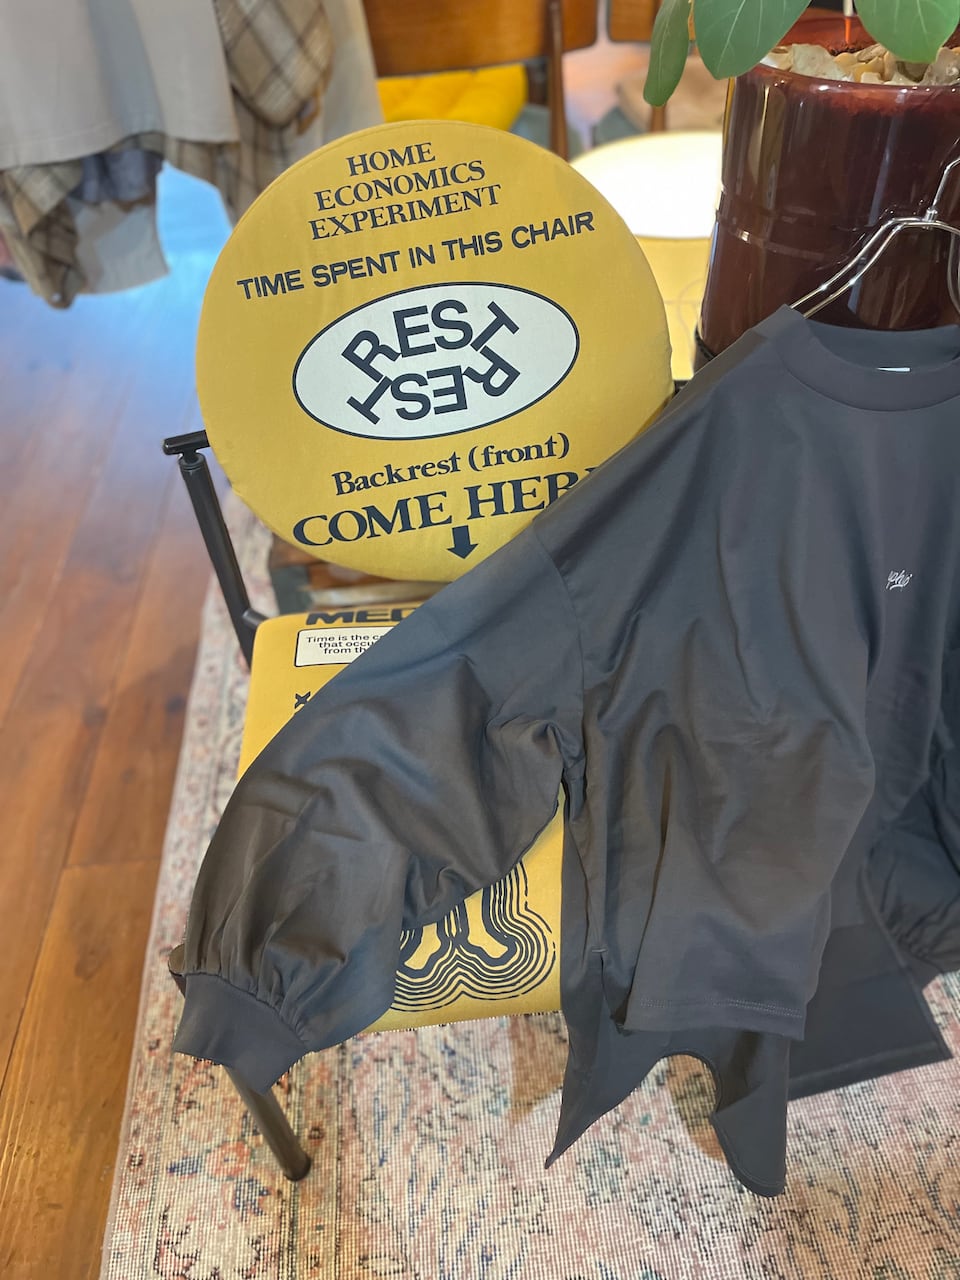 HOME
ECONOMICS
EXPERIMENT
TIME SPENT IN THIS CHAIR
REST
REST
Backrest (front)
COME HER
Time is the
that occu
from th